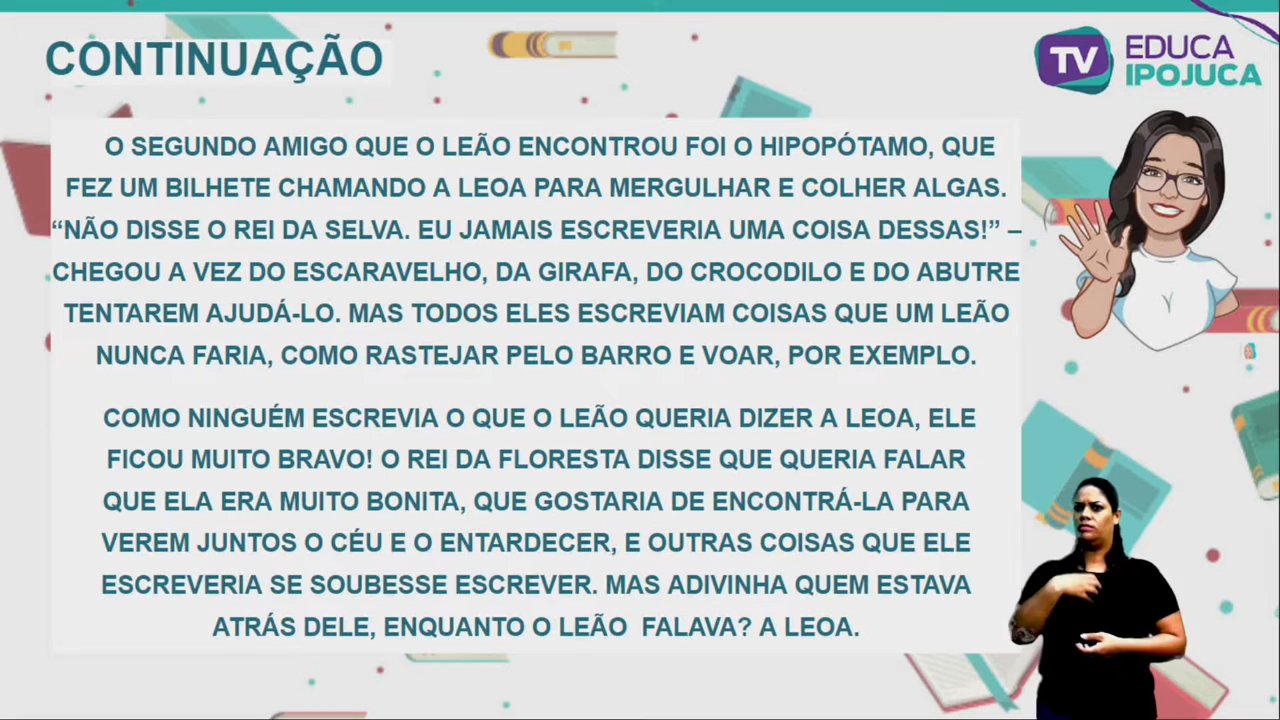 CONTINUAÇÃO
TV EDUCA
IPOJUCA
O SEGUNDO AMIGO QUE O LEÃO ENCONTROU FOI O HIPOPÓTAMO, QUE
FEZ UM BILHETE CHAMANDO A LEOA PARA MERGULHAR E COLHER ALGAS.
“NÃO DISSE O REI DA SELVA. EU JAMAIS ESCREVERIA UMA COISA DESSAS!” –
CHEGOU A VEZ DO ESCARAVELHO, DA GIRAFA, DO CROCODILO E DO ABUTRE
TENTAREM AJUDÁ-LO. MAS TODOS ELES ESCREVIAM COISAS QUE UM LEÃO
NUNCA FARIA, COMO RASTEJAR PELO BARRO E VOAR, POR EXEMPLO.
COMO NINGUÉM ESCREVIA O QUE O LEÃO QUERIA DIZER A LEOA, ELE
FICOU MUITO BRAVO! O REI DA FLORESTA DISSE QUE QUERIA FALAR
QUE ELA ERA MUITO BONITA, QUE GOSTARIA DE ENCONTRÁ-LA PARA
VEREM JUNTOS O CÉU E O ENTARDECER, E OUTRAS COISAS QUE ELE
ESCREVERIA SE SOUBESSE ESCREVER. MAS ADIVINHA QUEM ESTAVA
ATRÁS DELE, ENQUANTO O LEÃO  FALAVA? A LEOA.